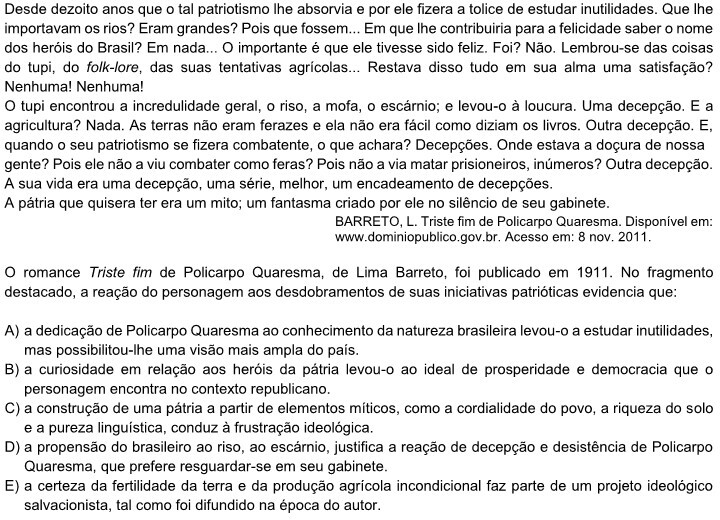 Desde dezoito anos que o tal patriotismo lhe absorvia e por ele fizera a tolice de estudar inutilidades. Que lhe
importavam os rios? Eram grandes? Pois que fossem... Em que lhe contribuiria para a felicidade saber o nome
dos heróis do Brasil? Em nada... O importante é que ele tivesse sido feliz. Foi? Não. Lembrou-se das coisas
do tupi, do folk-lore, das suas tentativas agrícolas... Restava disso tudo em sua alma uma satisfação?
Nenhuma! Nenhuma!
O tupi encontrou a incredulidade geral, o riso, a mofa, o escárnio; e levou-o à loucura. Uma decepção. E a
agricultura? Nada. As terras não eram ferazes e ela não era fácil como diziam os livros. Outra decepção. E,
quando o seu patriotismo se fizera combatente, o que achara? Decepções. Onde estava a doçura de nossa
gente? Pois ele não a viu combater como feras? Pois não a via matar prisioneiros, inúmeros? Outra decepção.
A sua vida era uma decepção, uma série, melhor, um encadeamento de decepções.
A pátria que quisera ter era um mito; um fantasma criado por ele no silêncio de seu gabinete.
BARRETO, L. Triste fim de Policarpo Quaresma. Disponível em:
www.dominiopublico.gov.br. Acesso em: 8 nov. 2011.
O romance Triste fim de Policarpo Quaresma, de Lima Barreto, foi publicado em 1911. No fragmento
destacado, a reação do personagem aos desdobramentos de suas iniciativas patrióticas evidencia que:
A) a dedicação de Policarpo Quaresma ao conhecimento da natureza brasileira levou-o a estudar inutilidades,
mas possibilitou-lhe uma visão mais ampla do país.
B) a curiosidade em relação aos heróis da pátria levou-o ao ideal de prosperidade e democracia que o
personagem encontra no contexto republicano.
C) a construção de uma pátria a partir de elementos míticos, como a cordialidade do povo, a riqueza do solo
e a pureza linguística, conduz à frustração ideológica.
D) a propensão do brasileiro ao riso, ao escárnio, justifica a reação de decepção e desistência de Policarpo
Quaresma, que prefere resguardar-se em seu gabinete.
E) a certeza da fertilidade da terra e da produção agrícola incondicional faz parte de um projeto ideológico
salvacionista, tal como foi difundido na época do autor.